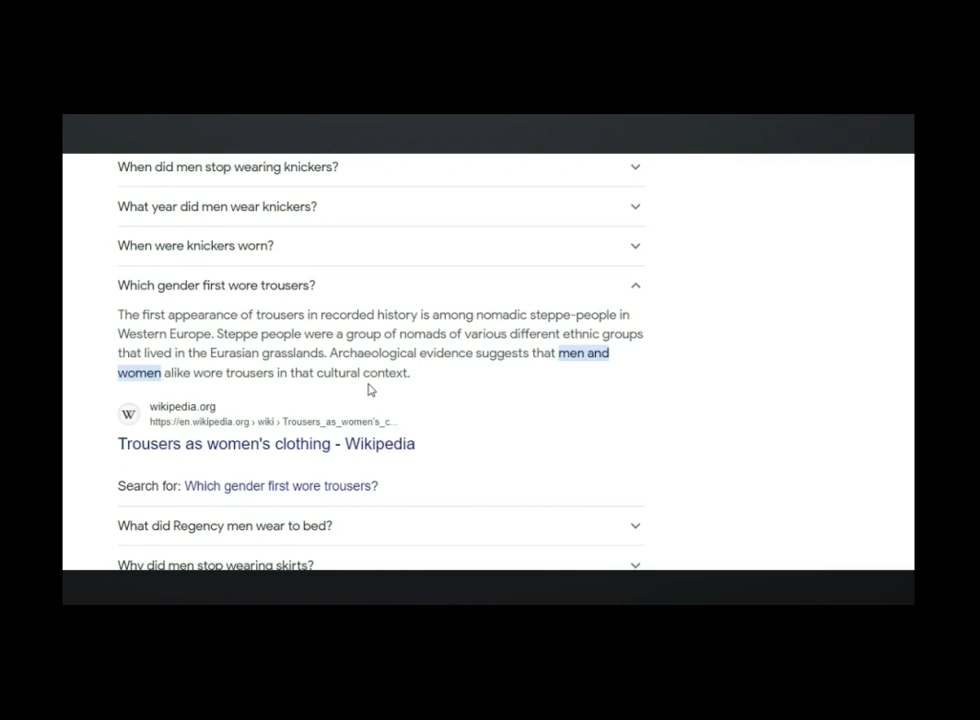 When did men stop wearing knickers?
What year did men wear knickers?
When were knickers worn?
Which gender first wore trousers?
The first appearance of trousers in recorded history is among nomadic steppe-people in
Western Europe. Steppe people were a group of nomads of various different ethnic groups
that lived in the Eurasian grasslands. Archaeological evidence suggests that men and
women alike wore trousers in that cultural context.
W
wikipedia.org
https://en.wikipedia.org › wiki › Trousers_as_women's_c...
Trousers as women's clothing - Wikipedia
Search for: Which gender first wore trousers?
What did Regency men wear to bed?
Why did men stop wearing skirts?